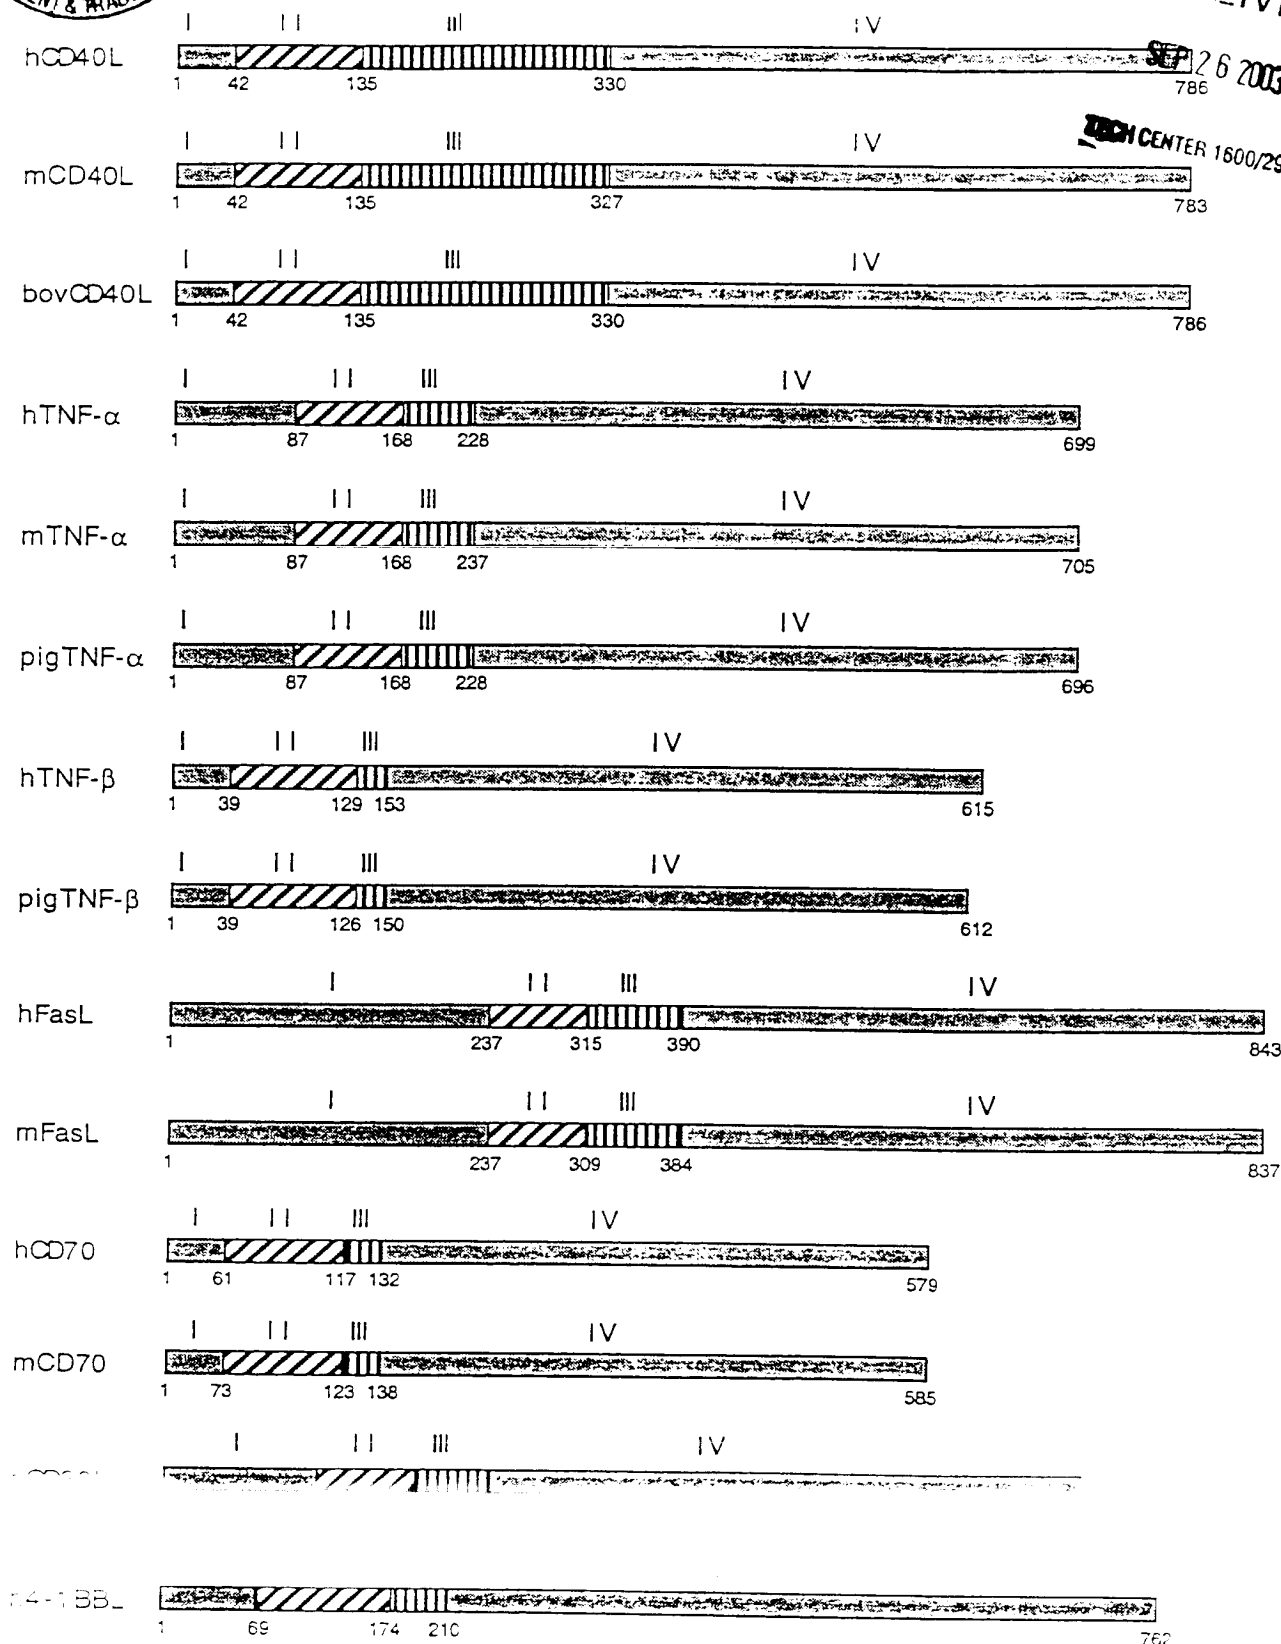 I II III IV
hCD40L
1 42 135 330 786
SEP 26 2003
TECH CENTER 1600/29
I II III IV
mCD40L
1 42 135 327 783
I II III IV
bovCD40L
1 42 135 330 786
I II III IV
hTNF-α
1 87 168 228 699
I II III IV
mTNF-α
1 87 168 237 705
I II III IV
pigTNF-α
1 87 168 228 696
I II III IV
hTNF-β
1 39 129 153 615
I II III IV
pigTNF-β
1 39 126 150 612
I II III IV
hFasL
1 237 315 390 843
I II III IV
mFasL
1 237 309 384 837
I II III IV
hCD70
1 61 117 132 579
I II III IV
mCD70
1 73 123 138 585
I II III IV
1 69 174 210 762